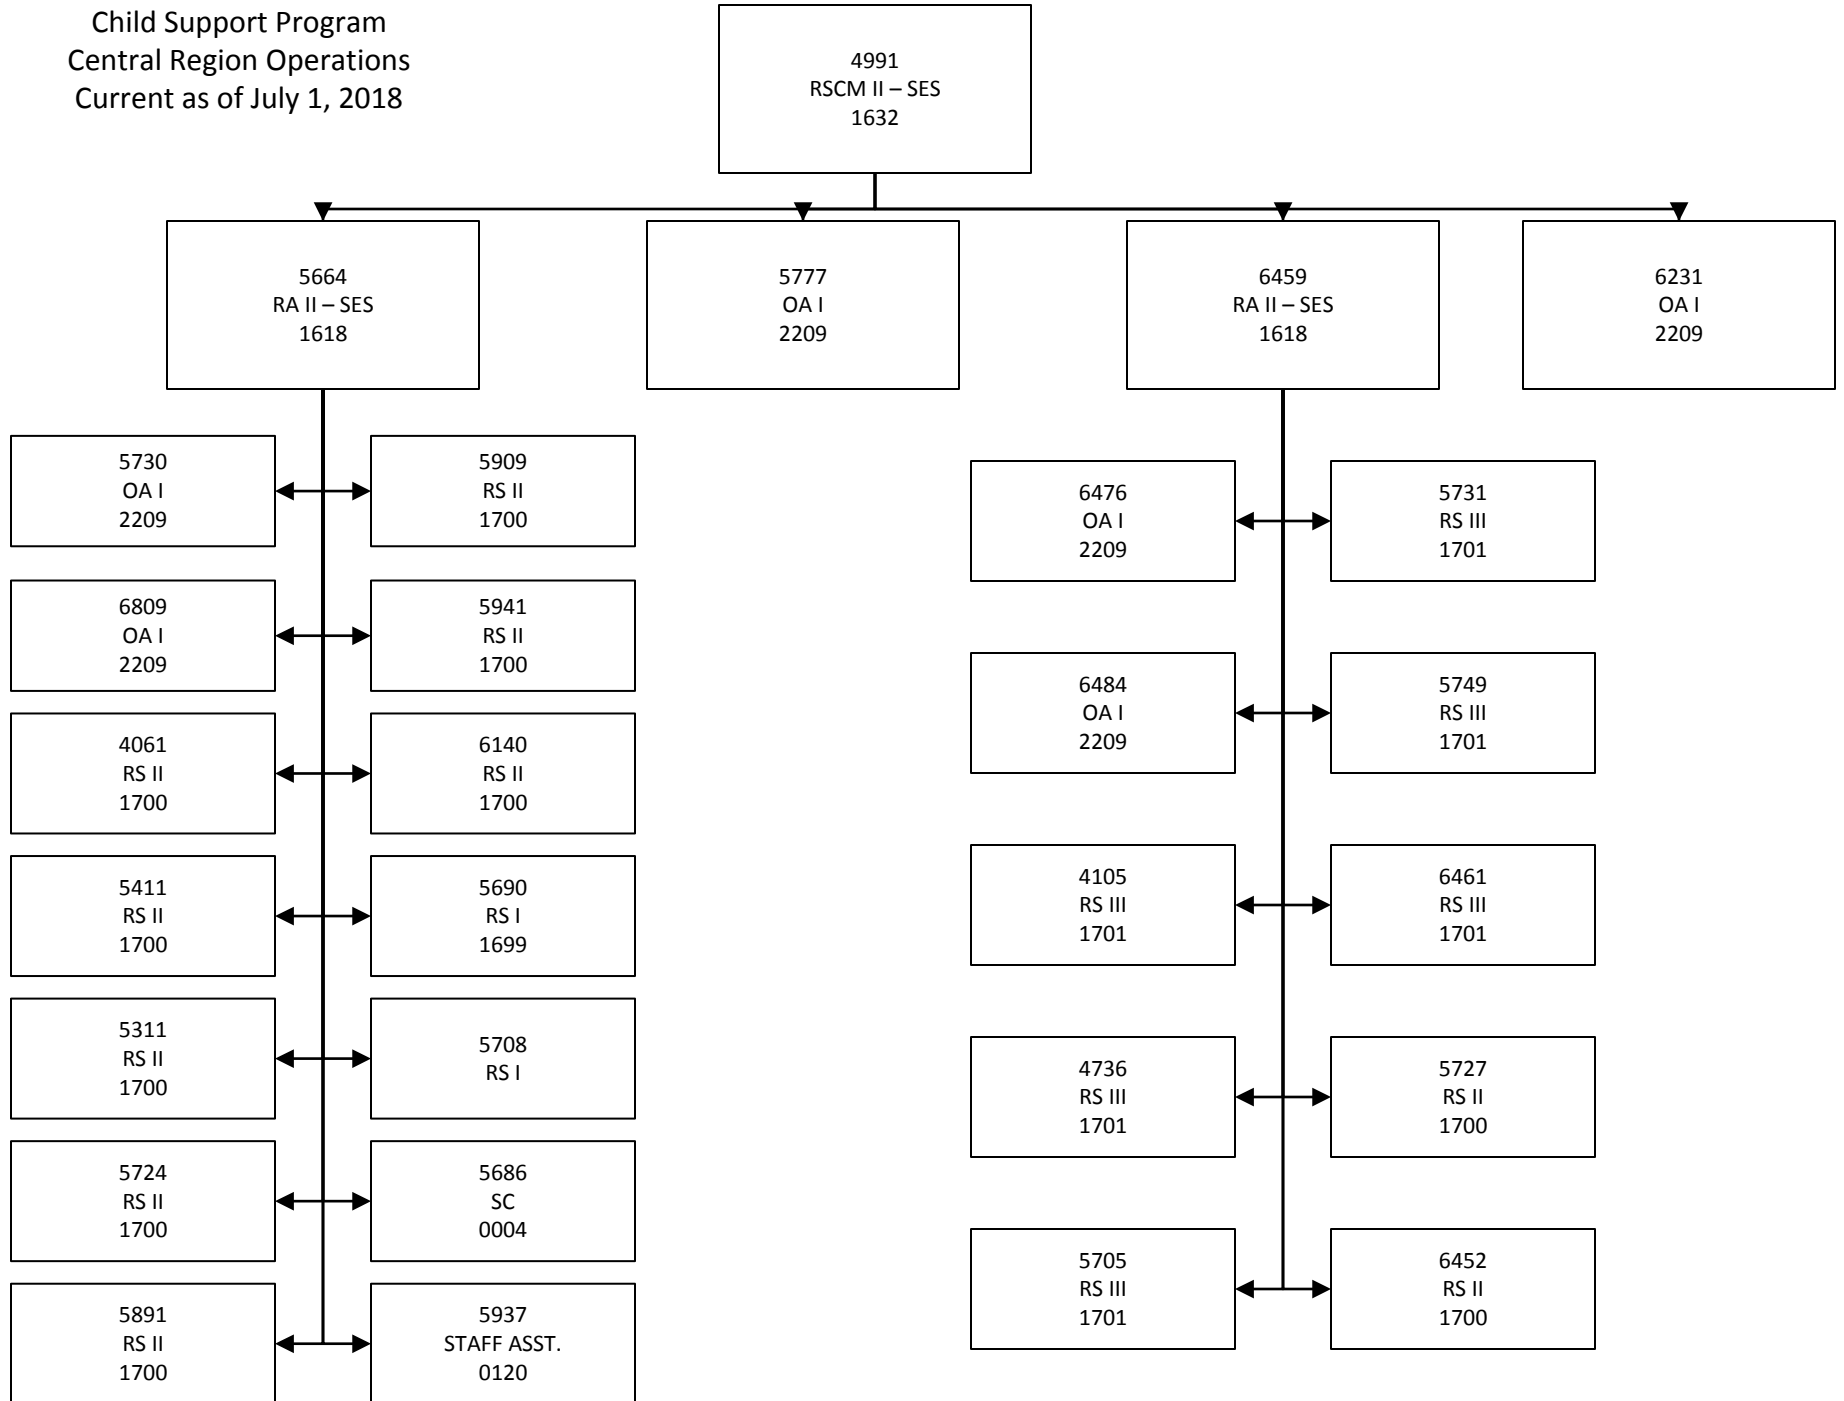 Child Support Program
Central Region Operations
Current as of July 1, 2018
4991
RSCM II – SES
1632
5664
RA II – SES
1618
5777
OA I
2209
6459
RA II – SES
1618
6231
OA I
2209
5730
OA I
2209
5909
RS II
1700
6809
OA I
2209
5941
RS II
1700
4061
RS II
1700
6140
RS II
1700
5411
RS II
1700
5690
RS I
1699
5311
RS II
1700
5708
RS I
5724
RS II
1700
5686
SC
0004
5891
RS II
1700
5937
STAFF ASST.
0120
6476
OA I
2209
5731
RS III
1701
6484
OA I
2209
5749
RS III
1701
4105
RS III
1701
6461
RS III
1701
4736
RS III
1701
5727
RS II
1700
5705
RS III
1701
6452
RS II
1700